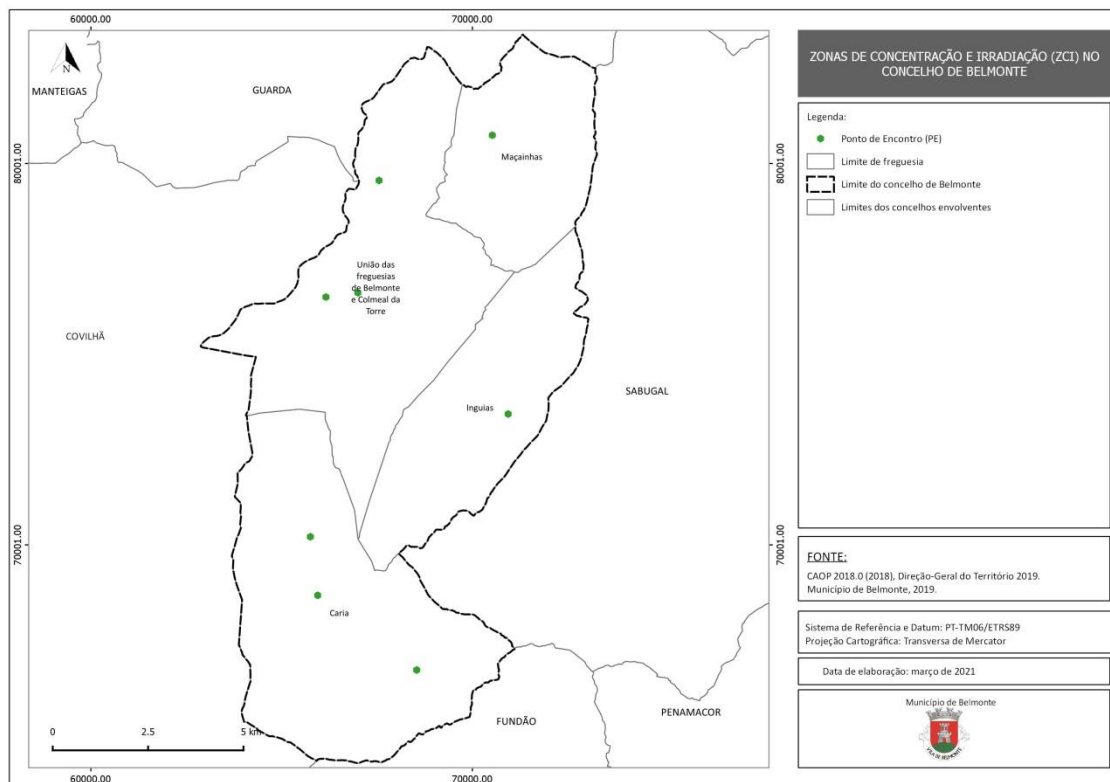 60000.00
70000.00
N
MANTEIGAS
GUARDA
80001.00
80001.00
Maçainhas
União das
freguesias
de Belmonte
e Colmeal da
Torre
COVILHÃ
SABUGAL
Inguias
70001.00
70001.00
Caria
FUNDÃO
PENAMACOR
0
2.5
5 km
60000.00
70000.00
ZONAS DE CONCENTRAÇÃO E IRRADIAÇÃO (ZCI) NO
CONCELHO DE BELMONTE
Legenda:
Ponto de Encontro (PE)
Limite de freguesia
Limite do concelho de Belmonte
Limites dos concelhos envolventes
FONTE:
CAOP 2018.0 (2018), Direção-Geral do Território 2019.
Município de Belmonte, 2019.
Sistema de Referência e Datum: PT-TM06/ETRS89
Projeção Cartográfica: Transversa de Mercator
Data de elaboração: março de 2021
Município de Belmonte
VILA DE BELMONTE